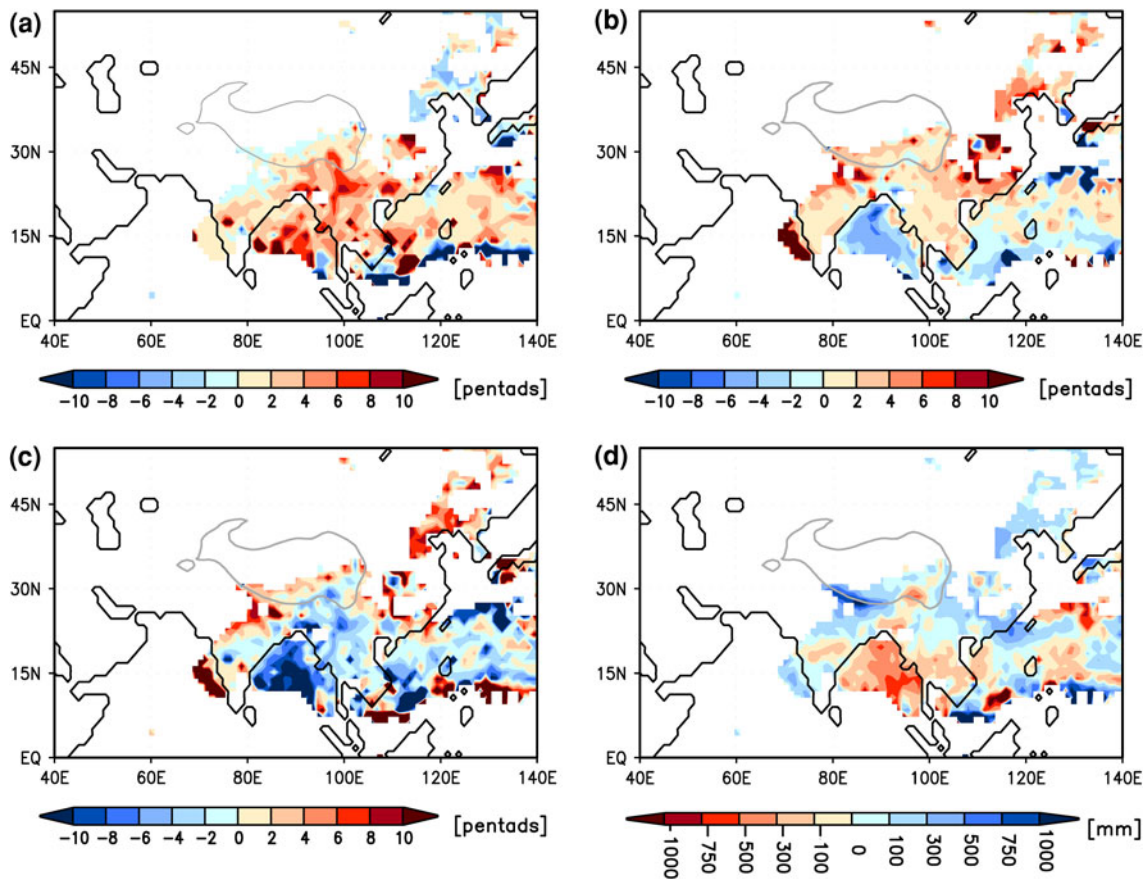 (a)
45N
30N
15N
EQ
40E 60E 80E 100E 120E 140E
-10 -8 -6 -4 -2 0 2 4 6 8 10 [pentads]
(b)
45N
30N
15N
EQ
40E 60E 80E 100E 120E 140E
-10 -8 -6 -4 -2 0 2 4 6 8 10 [pentads]
(c)
45N
30N
15N
EQ
40E 60E 80E 100E 120E 140E
-10 -8 -6 -4 -2 0 2 4 6 8 10 [pentads]
(d)
45N
30N
15N
EQ
40E 60E 80E 100E 120E 140E
1000 750 500 300 100 0 100 300 500 750 1000 [mm]